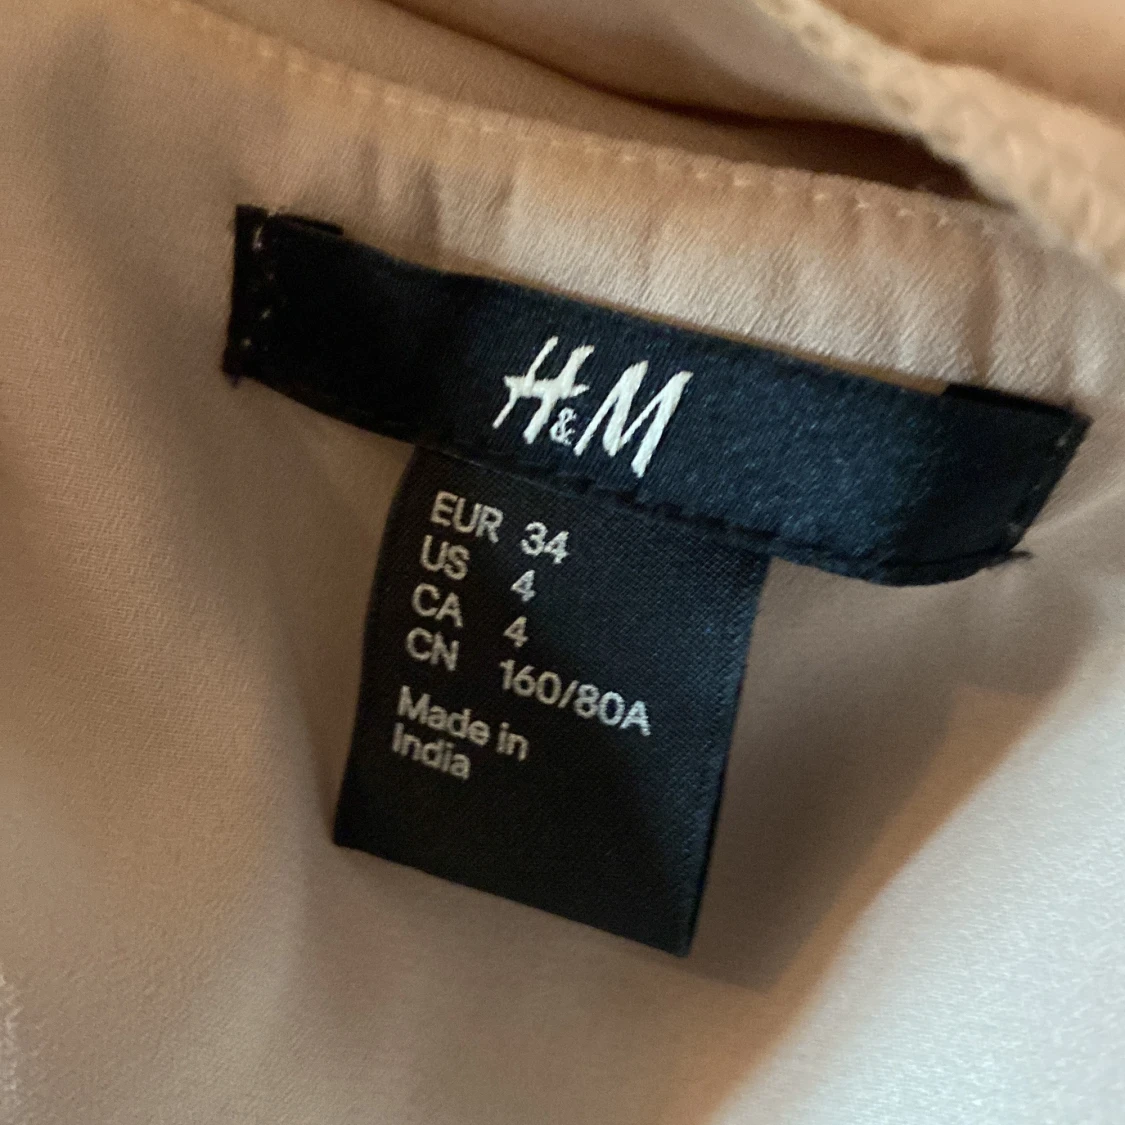 H&M
EUR 34
US 4
CA 4
CN 160/80A
Made in
India